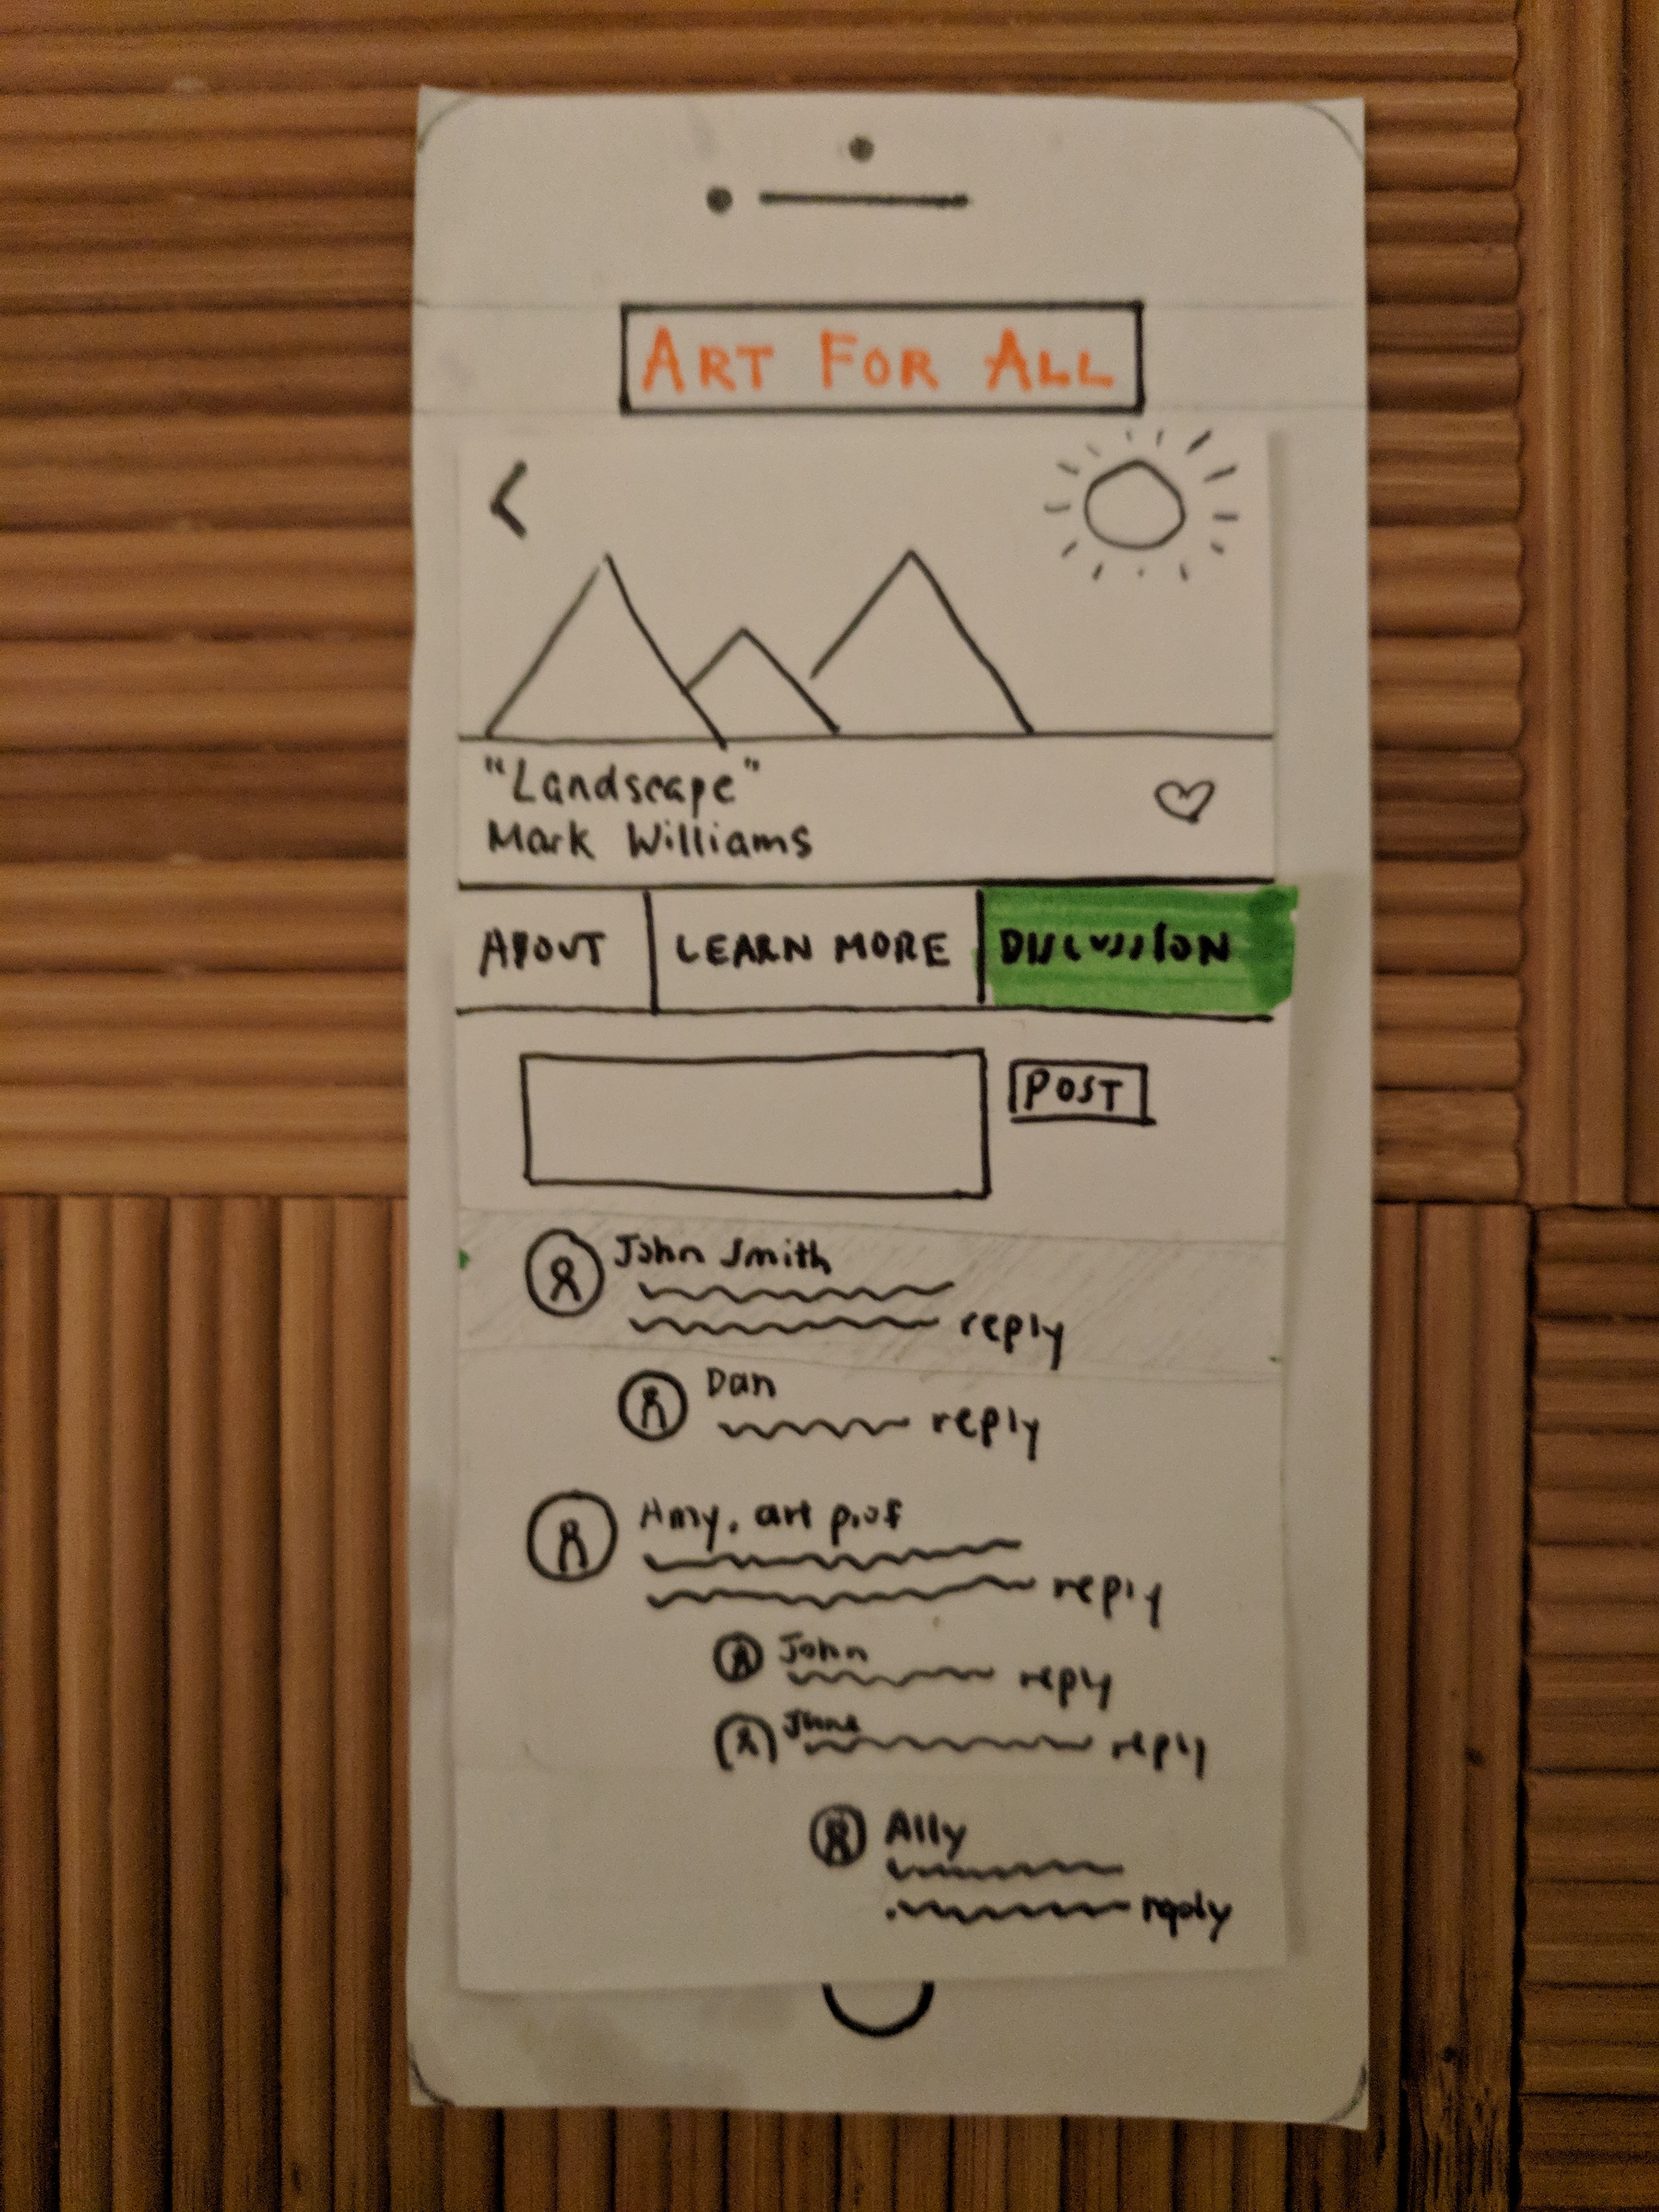 ART FOR ALL
<
"Landscape"
Mark Williams
ABOUT LEARN MORE DISCUSSION
POST
John Smith
reply
Dan
reply
Amy, art prof
reply
John
reply
reply
Ally
reply